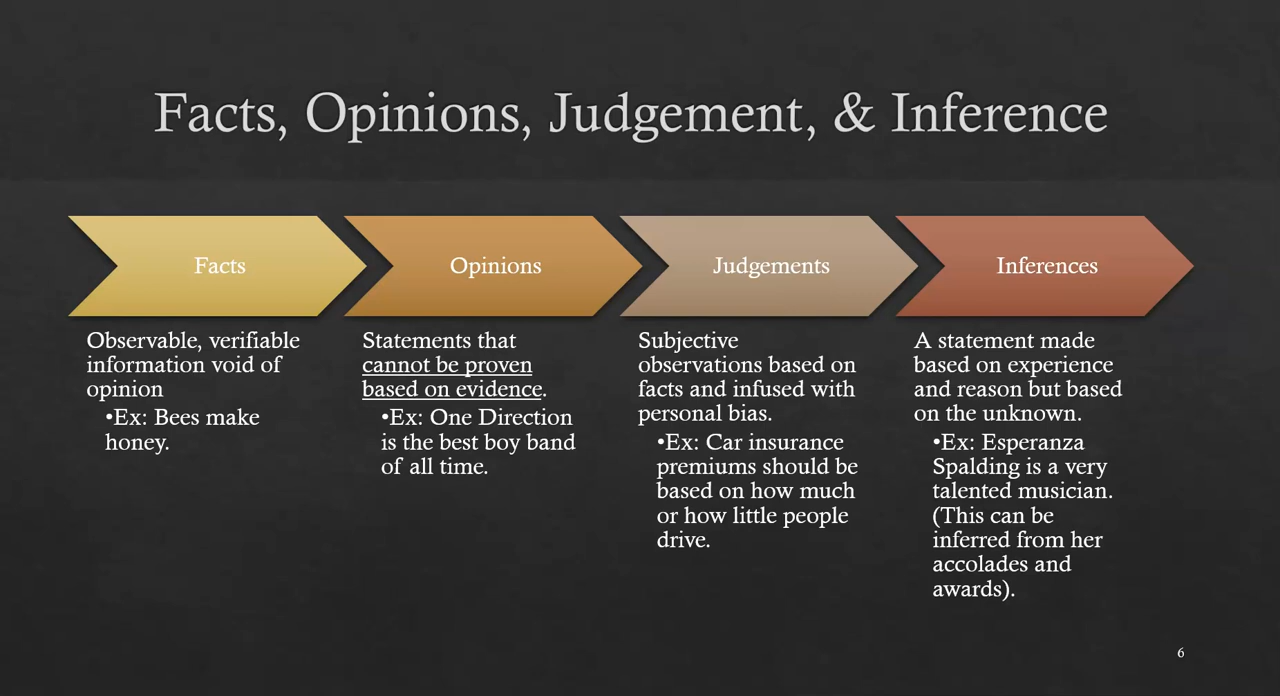 Facts, Opinions, Judgement, & Inference
Facts
Observable, verifiable
information void of
opinion
•Ex: Bees make
honey.
Opinions
Statements that
cannot be proven
based on evidence.
•Ex: One Direction
is the best boy band
of all time.
Judgements
Subjective
observations based on
facts and infused with
personal bias.
•Ex: Car insurance
premiums should be
based on how much
or how little people
drive.
Inferences
A statement made
based on experience
and reason but based
on the unknown.
•Ex: Esperanza
Spalding is a very
talented musician.
(This can be
inferred from her
accolades and
awards).
6